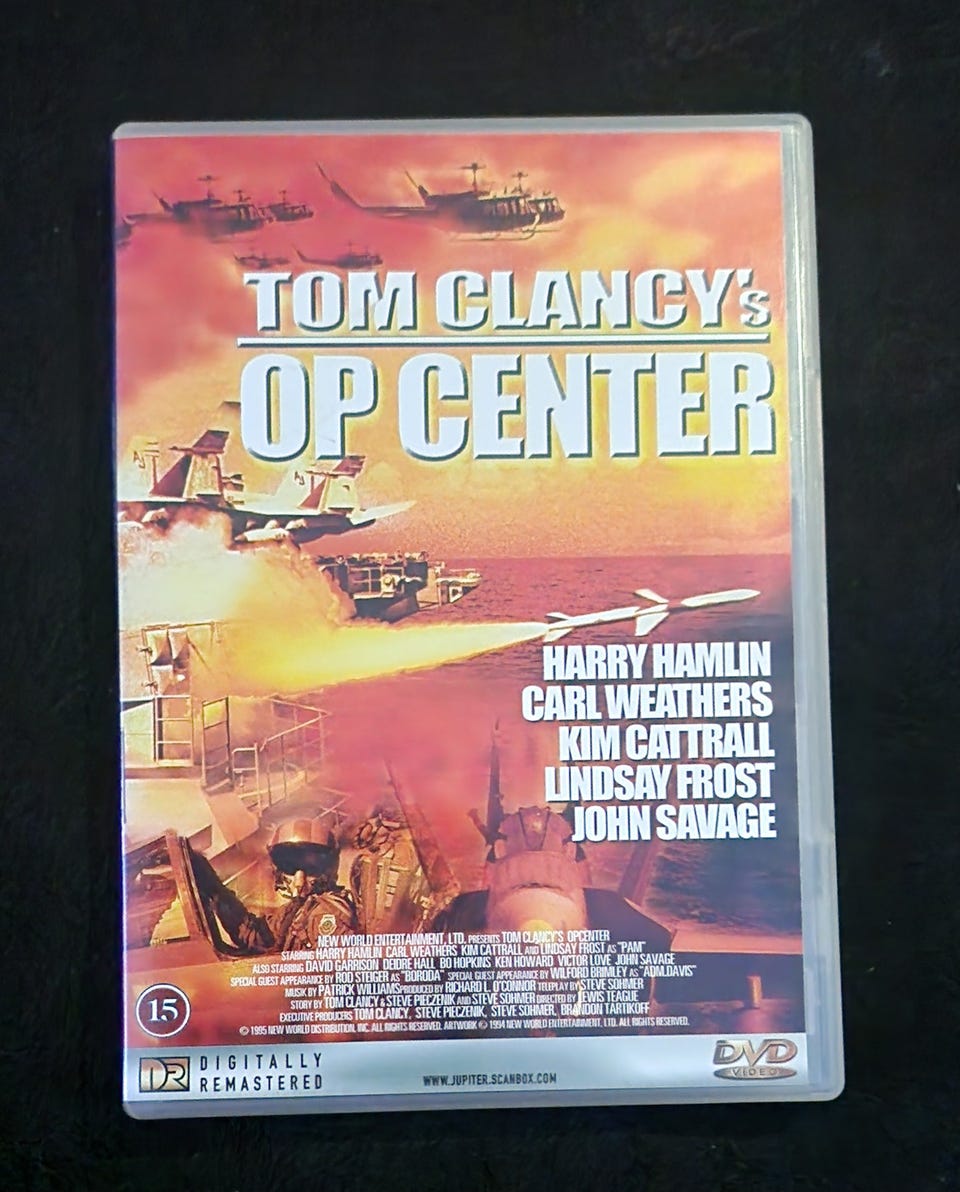 TOM CLANCY's
OP CENTER
HARRY HAMLIN
CARL WEATHERS
KIM CATTRALL
LINDSAY FROST
JOHN SAVAGE
NEW WORLD ENTERTAINMENT, LTD. PRESENTS TOM CLANCY'S OPCENTER
STARRING HARRY HAMLIN CARL WEATHERS KIM CATTRALL AND LINDSAY FROST AS "PAM"
ALSO STARRING DAVID GARRISON DEIDRE HALL BO HOPKINS KEN HOWARD VICTOR LOVE JOHN SAVAGE
SPECIAL GUEST APPEARANCE BY ROD STEIGER AS "BORODA" SPECIAL GUEST APPEARANCE BY WILFORD BRIMLEY AS "ADM.DAVIS"
MUSIK BY PATRICK WILLIAMS PRODUCED BY RICHARD L. O'CONNOR TELEPLAY BY STEVE SOHMER
STORY BY TOM CLANCY & STEVE PIECZENIK AND STEVE SOHMER DIRECTED BY LEWIS TEAGUE
EXECUTIVE PRODUCERS TOM CLANCY, STEVE PIECZENIK, STEVE SOHMER, BRANDON TARTIKOFF
© 1995 NEW WORLD DISTRIBUTION, INC. ALL RIGHTS RESERVED. ARTWORK © 1994 NEW WORLD ENTERTAINMENT, LTD. ALL RIGHTS RESERVED.
15
DR DIGITALLY
REMASTERED
WWW.JUPITER.SCANBOX.COM
DVD
VIDEO